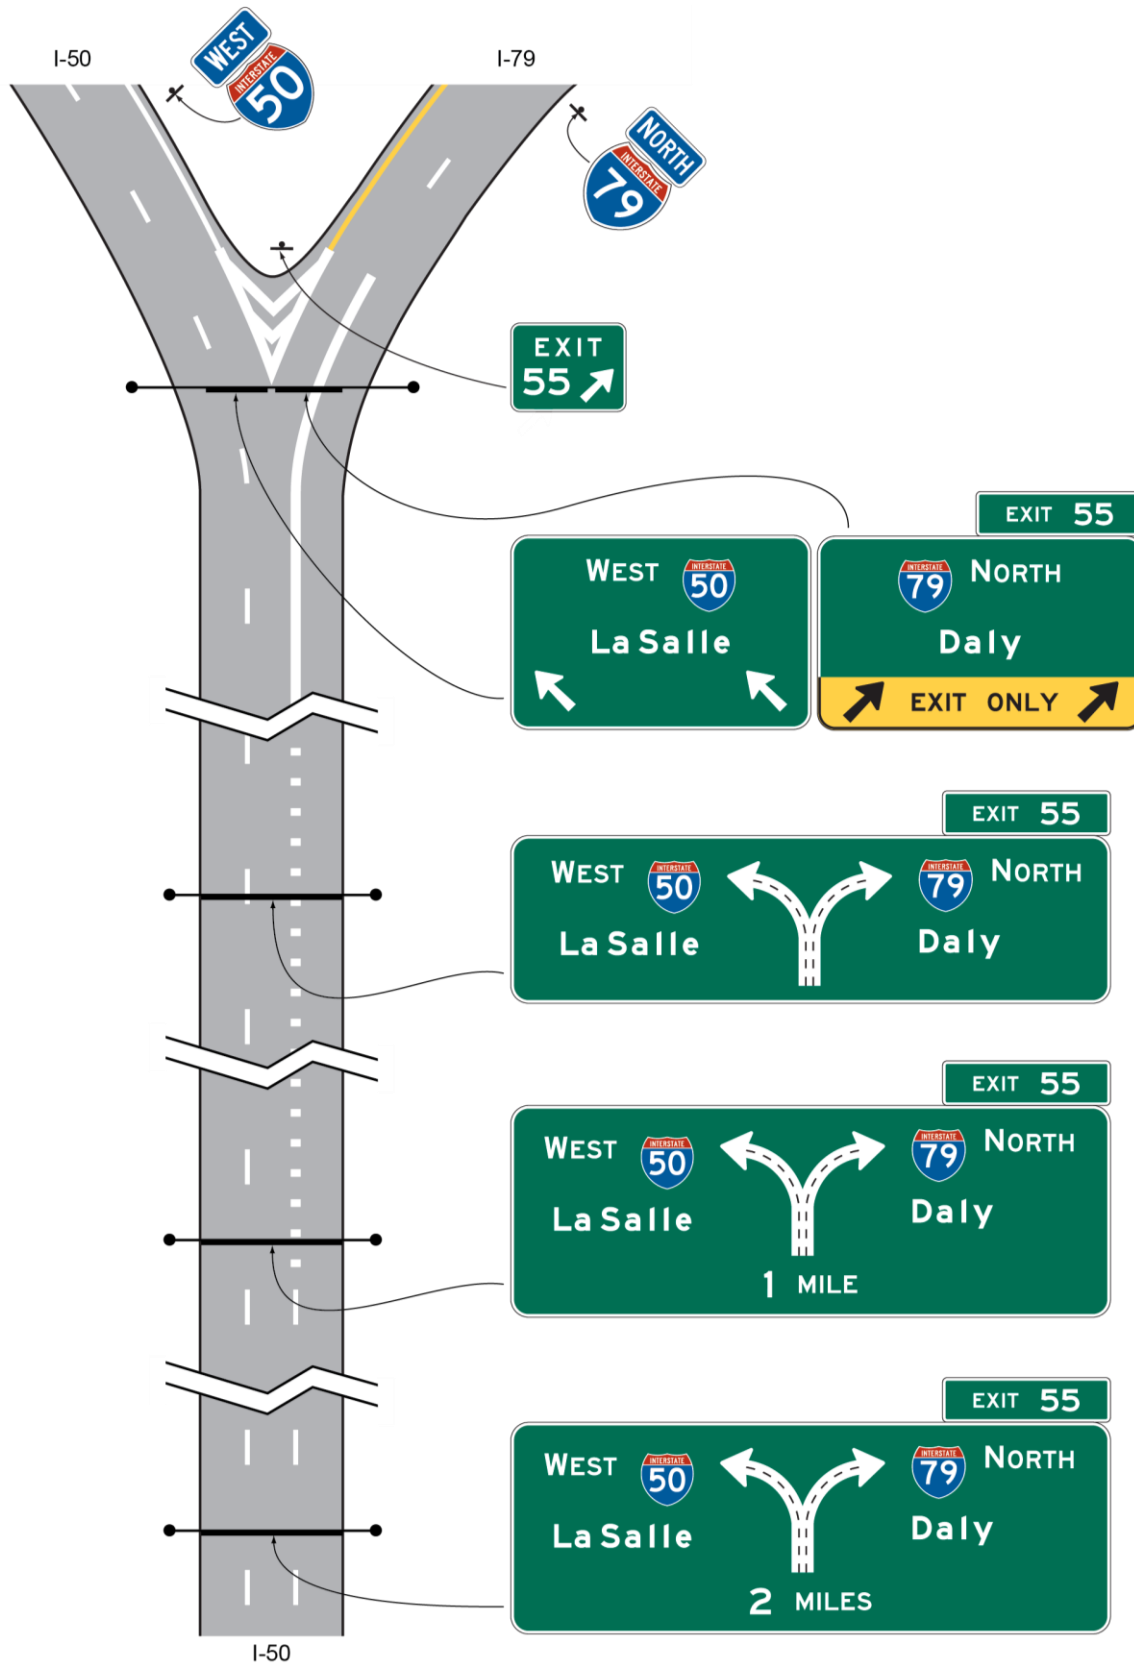 I-50
WEST
INTERSTATE
50
I-79
NORTH
INTERSTATE
79
EXIT
55
EXIT 55
WEST INTERSTATE 50
La Salle
INTERSTATE 79 NORTH
Daly
EXIT ONLY
EXIT 55
WEST INTERSTATE 50
La Salle
INTERSTATE 79 NORTH
Daly
EXIT 55
WEST INTERSTATE 50
La Salle
INTERSTATE 79 NORTH
Daly
1 MILE
EXIT 55
WEST INTERSTATE 50
La Salle
INTERSTATE 79 NORTH
Daly
2 MILES
I-50